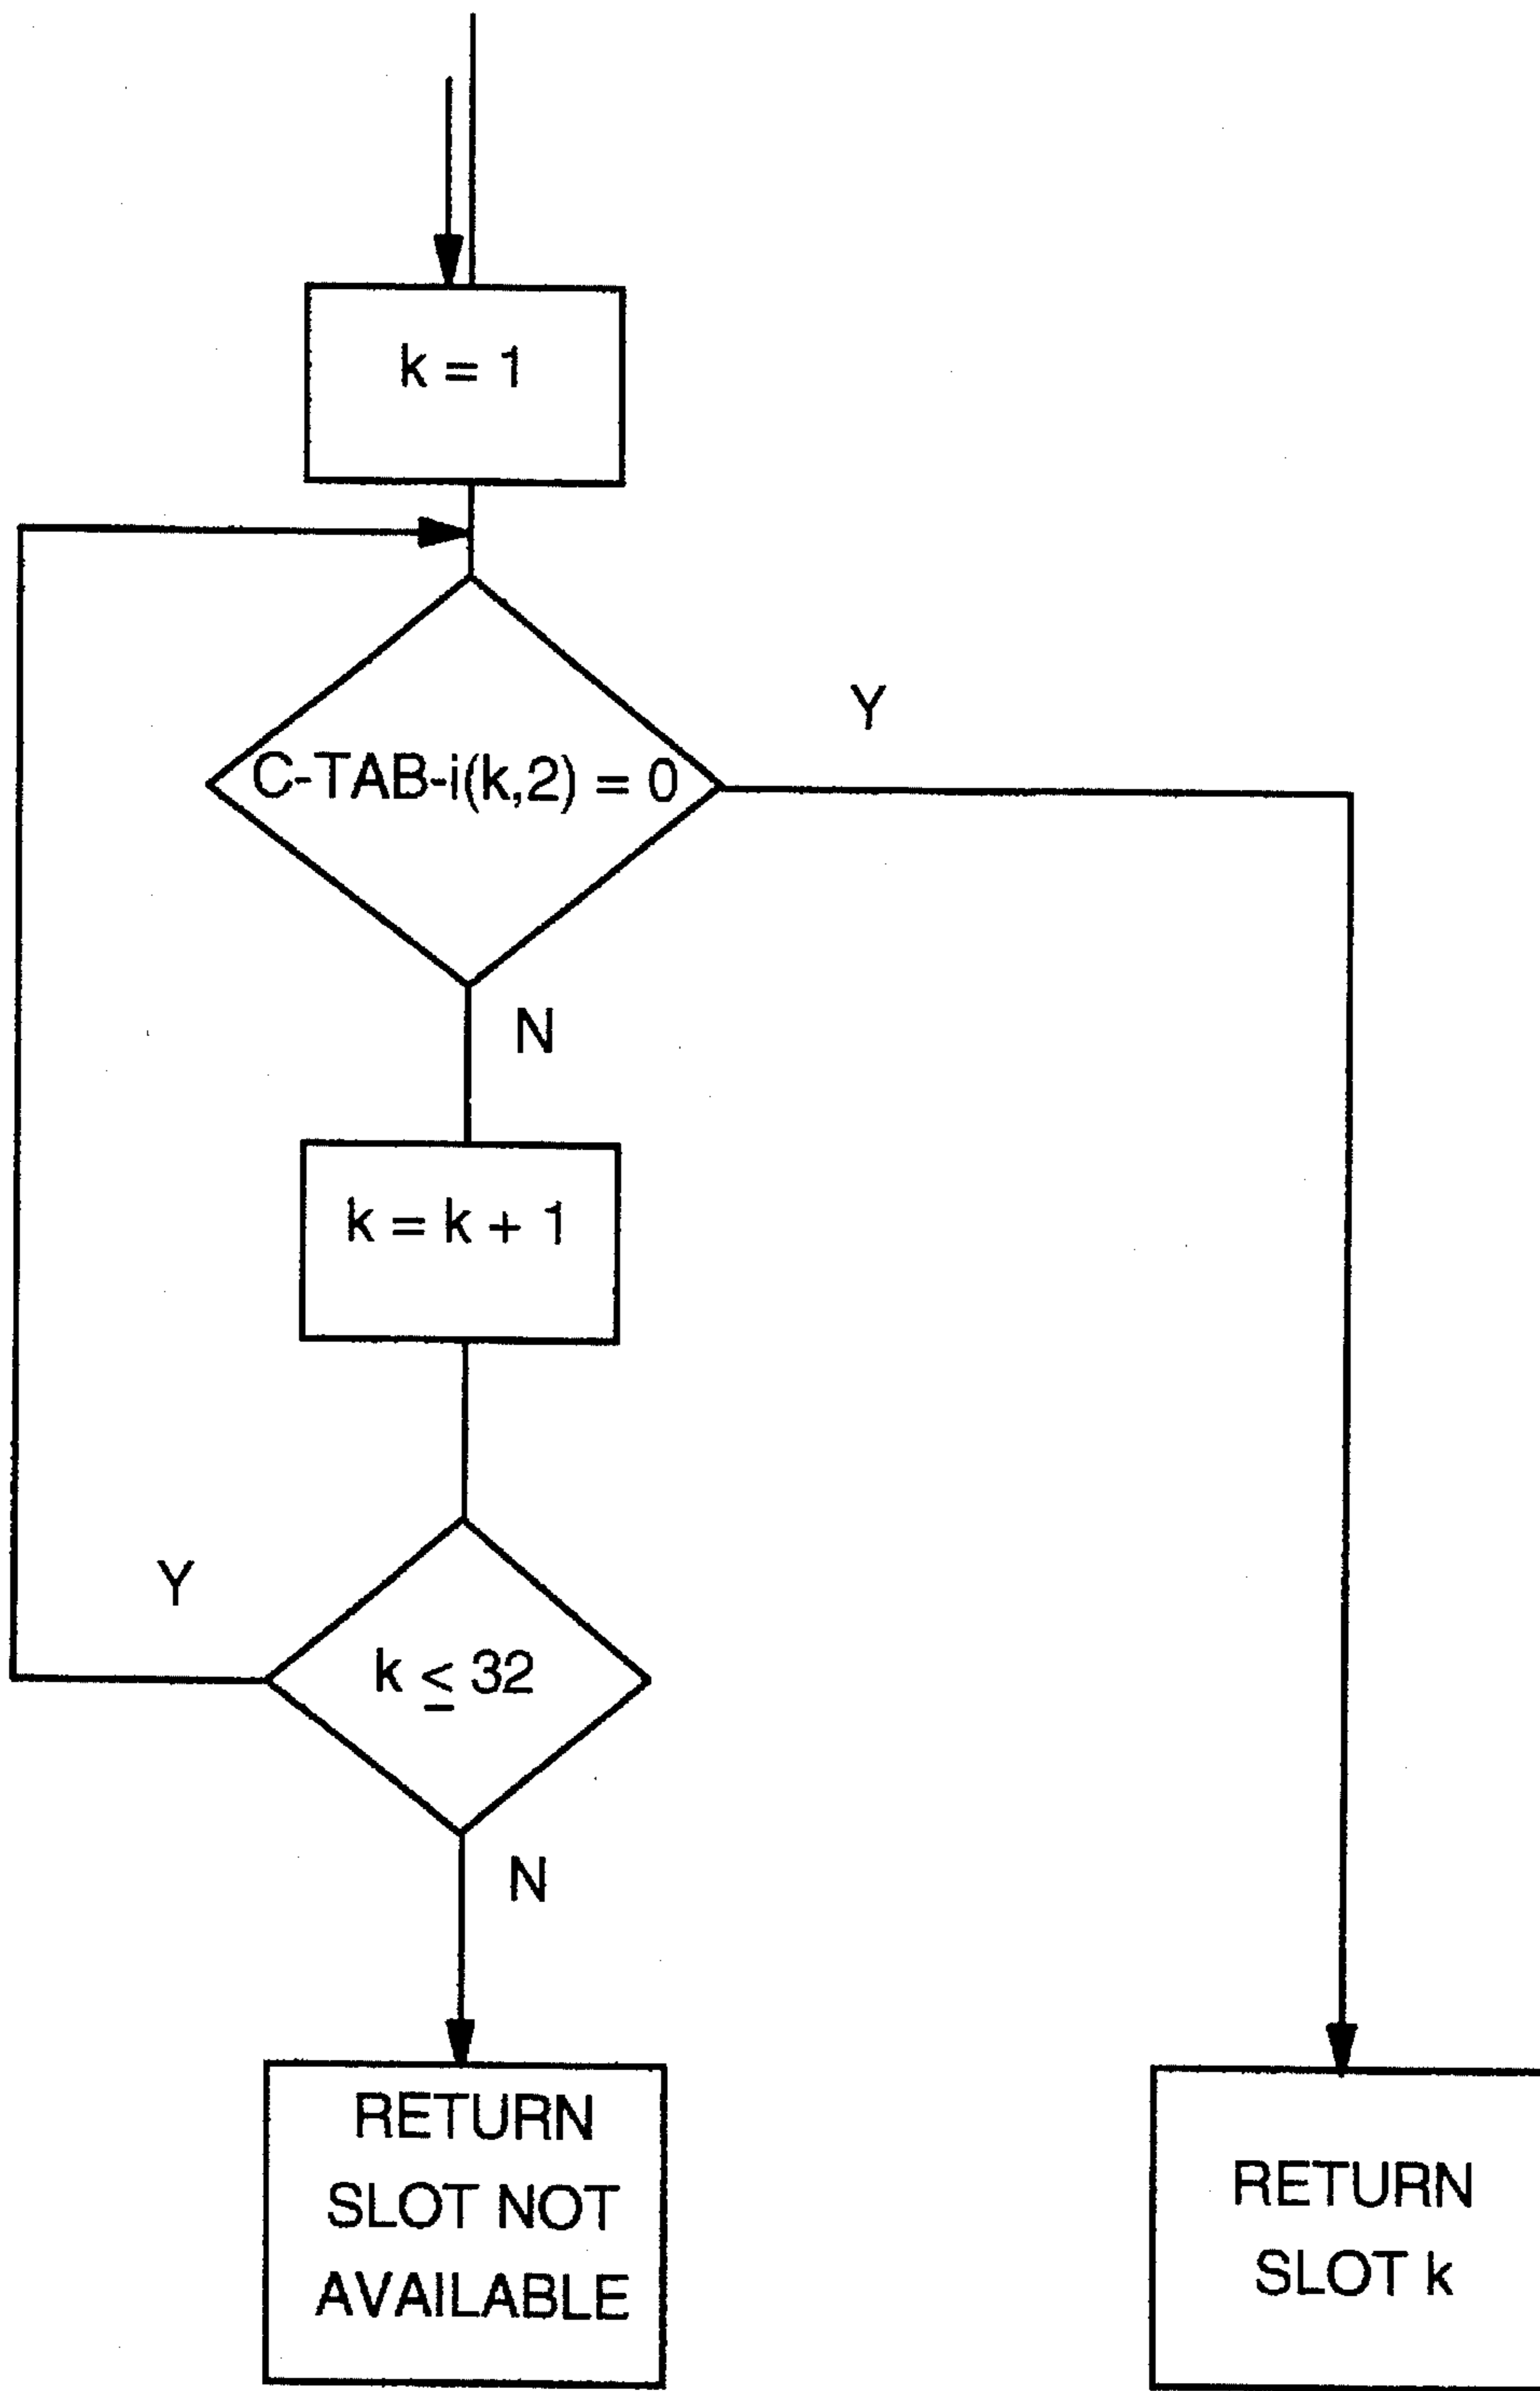 k = 1
C-TAB-i(k,2) = 0
Y
N
k = k + 1
Y
k ≤ 32
N
RETURN
SLOT NOT
AVAILABLE
RETURN
SLOT k